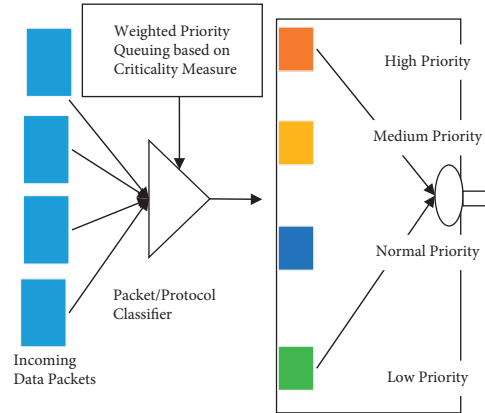 Weighted Priority
Queuing based on
Criticality Measure
High Priority
Medium Priority
Normal Priority
Low Priority
Packet/Protocol
Classifier
Incoming
Data Packets